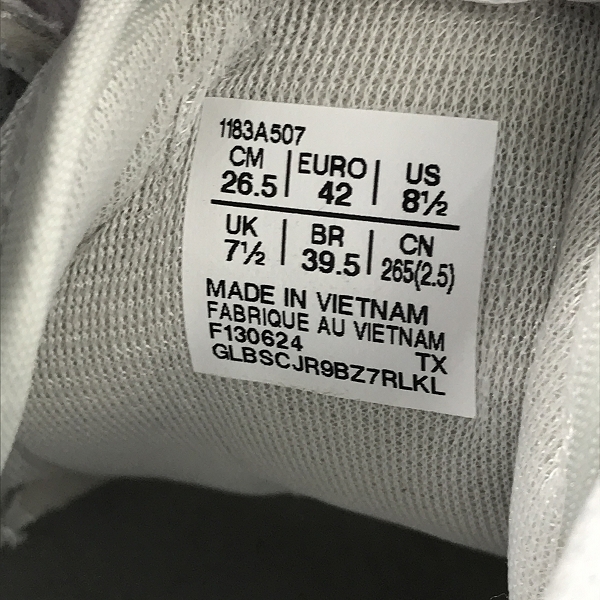 1183A507
CM | EURO | US
26.5 | 42 | 8½
UK | BR | CN
7½ | 39.5 | 265(2.5)
MADE IN VIETNAM
FABRIQUE AU VIETNAM
F130624 TX
GLBSCJR9BZ7RLKL